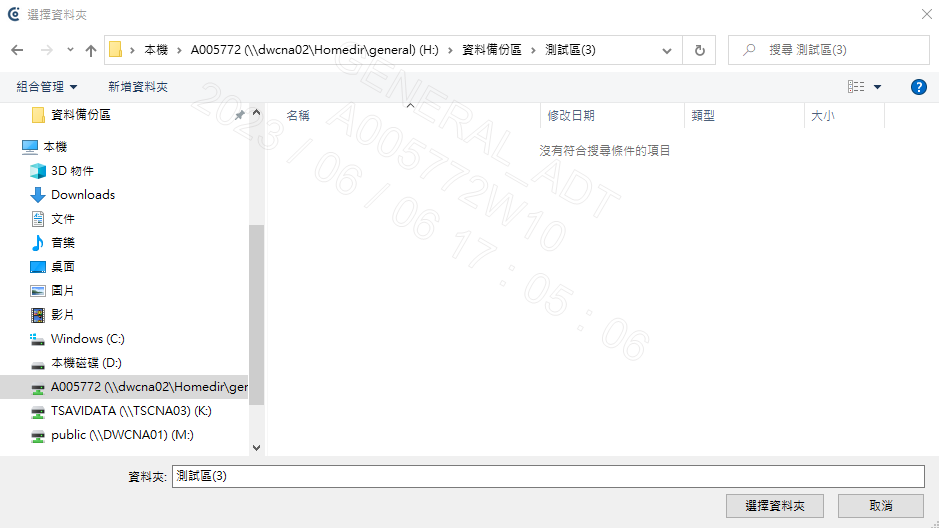 選擇資料夾
本機 A005772 (\\dwcna02\Homedir\general) (H:) 資料備份區 測試區(3)
搜尋 測試區(3)
組合管理 新增資料夾
?
資料備份區
本機
3D 物件
Downloads
文件
音樂
桌面
圖片
影片
Windows (C:)
本機磁碟 (D:)
A005772 (\\dwcna02\Homedir\ger
TSAVIDATA (\\TSCNA03) (K:)
public (\\DWCNA01) (M:)
名稱 修改日期 類型 大小
沒有符合搜尋條件的項目
GENERAL_ADT
A005772W10
2023 / 06 / 06 17 : 05 : 06
資料夾: 測試區(3)
選擇資料夾 取消